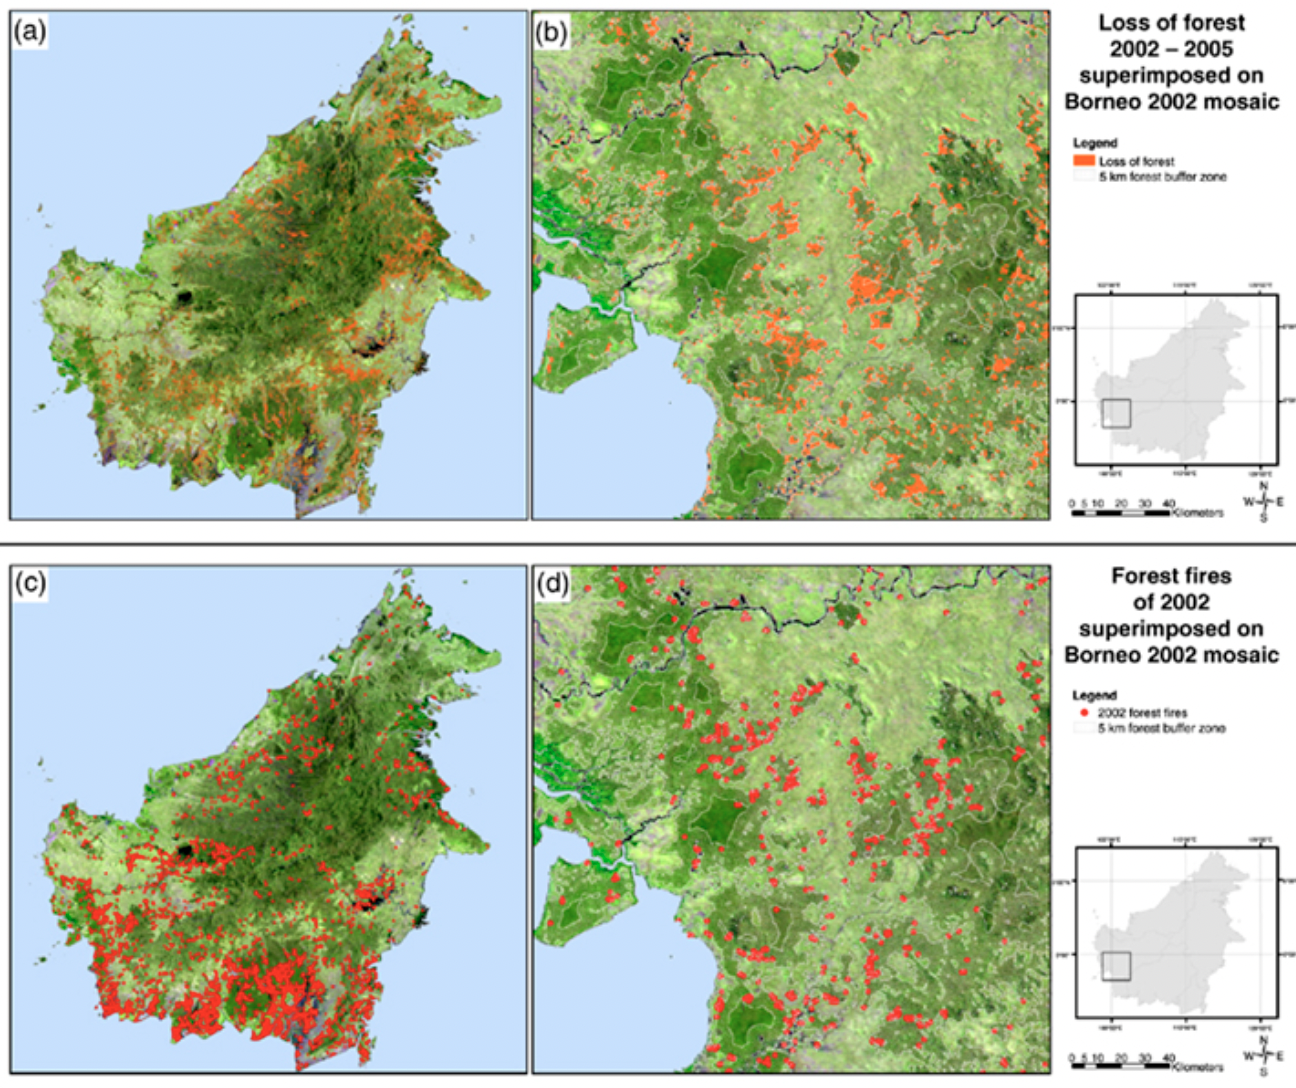 (a)
(b)
Loss of forest
2002 – 2005
superimposed on
Borneo 2002 mosaic
Legend
Loss of forest
5 km forest buffer zone
N
W E
S
0 5 10 20 30 40
Kilometers
(c)
(d)
Forest fires
of 2002
superimposed on
Borneo 2002 mosaic
Legend
2002 forest fires
5 km forest buffer zone
N
W E
S
0 5 10 20 30 40
Kilometers